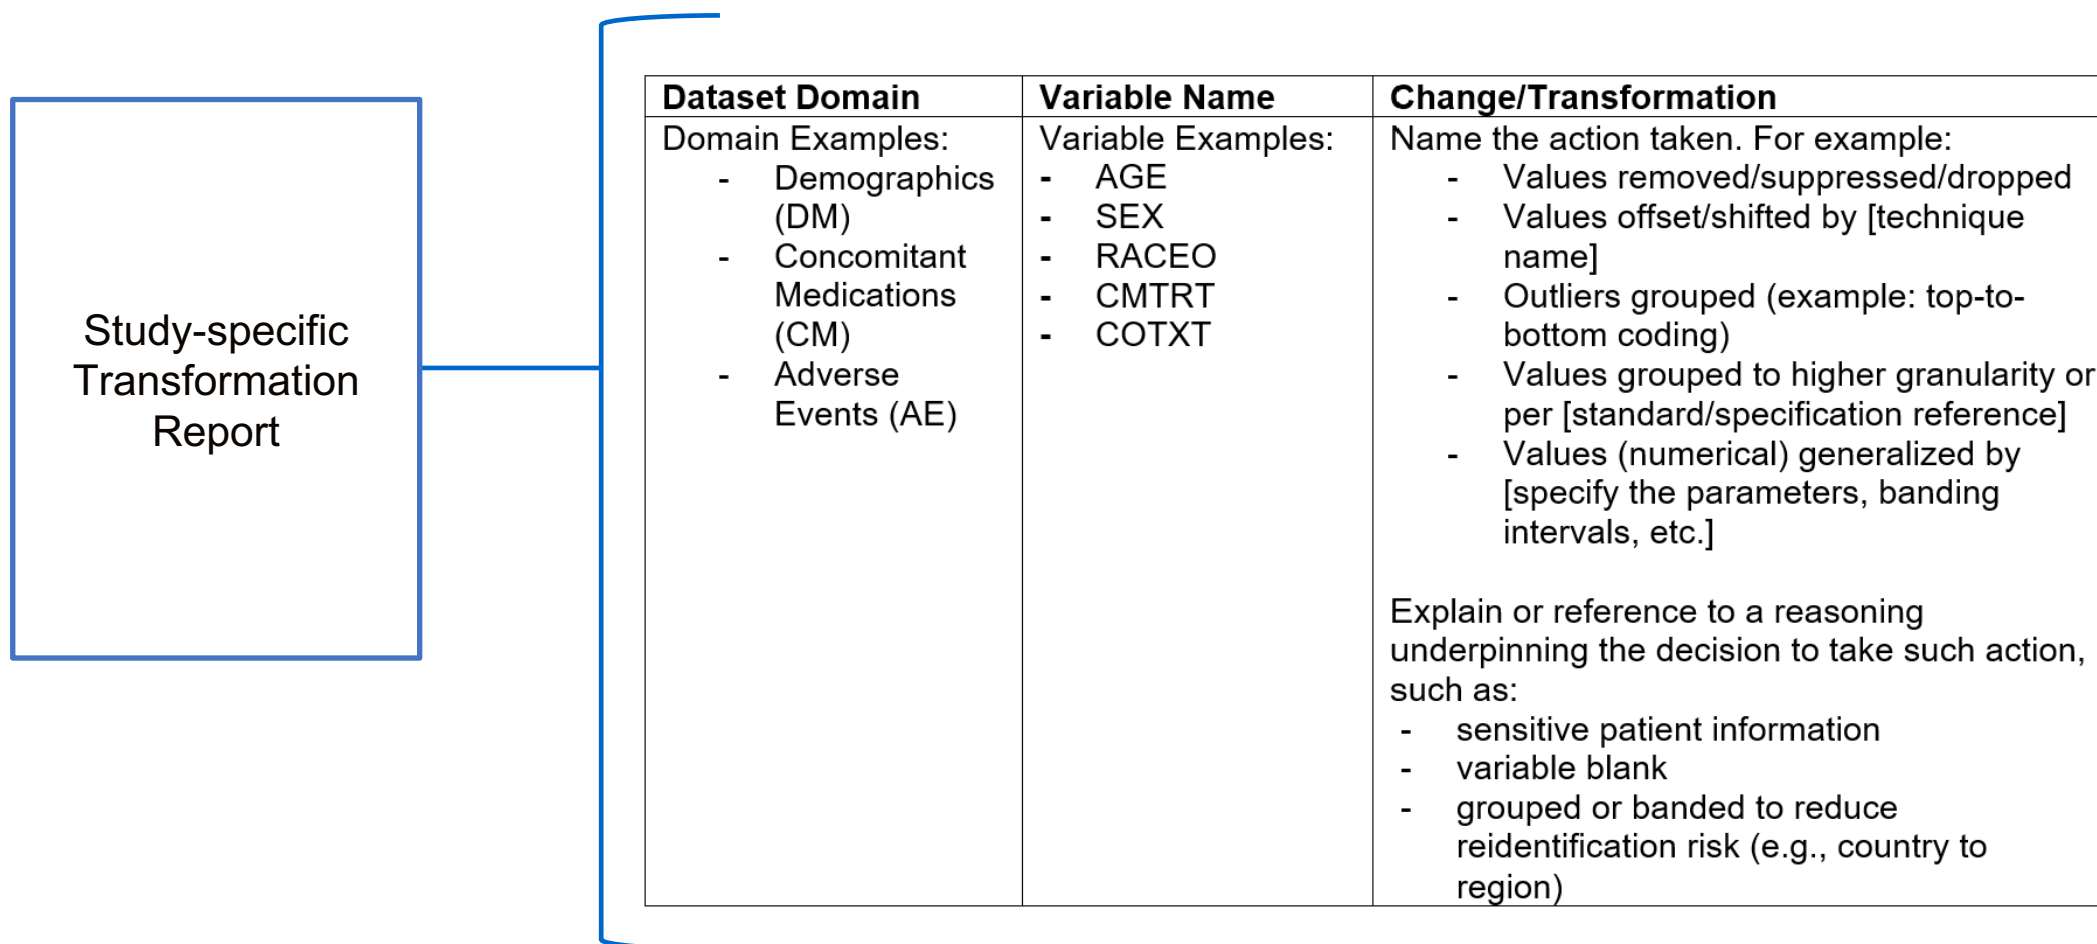 Study-specific
Transformation
Report
Dataset Domain
Domain Examples:
- Demographics
(DM)
- Concomitant
Medications
(CM)
- Adverse
Events (AE)
Variable Name
Variable Examples:
- AGE
- SEX
- RACEO
- CMTRT
- COTXT
Change/Transformation
Name the action taken. For example:
- Values removed/suppressed/dropped
- Values offset/shifted by [technique
name]
- Outliers grouped (example: top-to-
bottom coding)
- Values grouped to higher granularity or
per [standard/specification reference]
- Values (numerical) generalized by
[specify the parameters, banding
intervals, etc.]
Explain or reference to a reasoning
underpinning the decision to take such action,
such as:
- sensitive patient information
- variable blank
- grouped or banded to reduce
reidentification risk (e.g., country to
region)